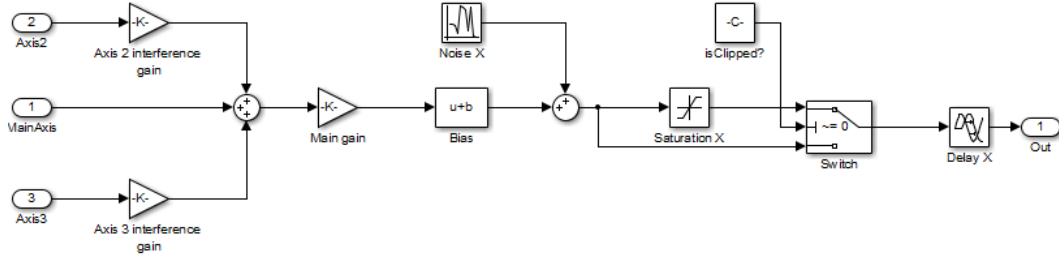 2
-K-
Axis2
Axis 2 interference
gain
Noise X
-C-
isClipped?
1
MainAxis
+
+
+
-K-
Main gain
u+b
Bias
+
+
Saturation X
~= 0
Switch
Delay X
1
Out
3
-K-
Axis3
Axis 3 interference
gain